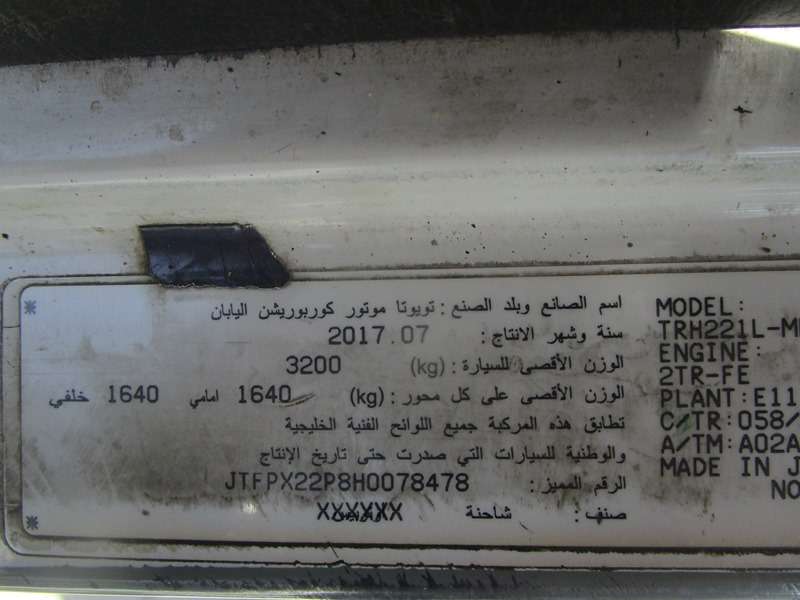 اسم الصانع وبلد الصنع : تويوتا موتور كوربوريشن اليابان
سنة وشهر الانتاج : 2017.07
الوزن الأقصى للسيارة : (kg) 3200
الوزن الأقصى على كل محور : (kg) 1640 امامي 1640 خلفي
تطابق هذه المركبة جميع اللوائح الفنية الخليجية
والوطنية للسيارات التي صدرت حتى تاريخ الإنتاج
الرقم المميز : JTFPX22P8H0078478
صنف : شاحنة XXXXXX
MODEL:
TRH221L-M
ENGINE:
2TR-FE
PLANT:E11
C/TR:058/
A/TM:A02A
MADE IN J
NO